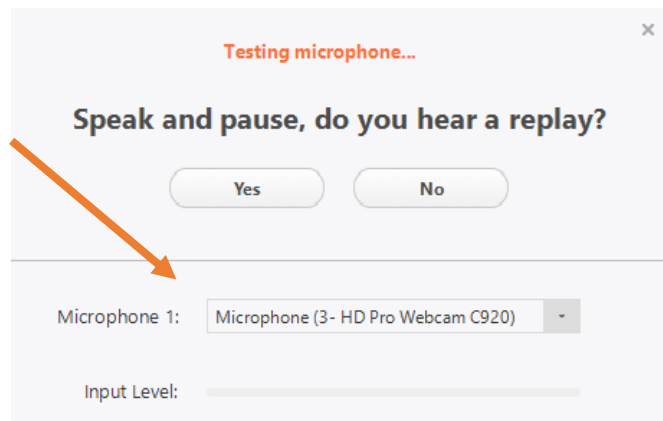 Testing microphone...
Speak and pause, do you hear a replay?
Yes No
Microphone 1: Microphone (3- HD Pro Webcam C920)
Input Level: